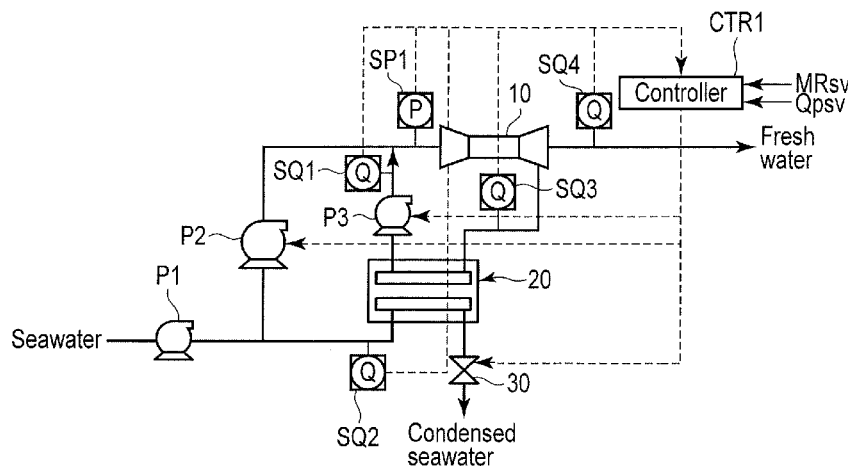 CTR1
SP1
SQ4
10
P
Q
Controller
MRsv
Qpsv
Fresh
water
SQ1
Q
Q
SQ3
P3
P2
20
P1
Seawater
Q
30
SQ2
Condensed
seawater